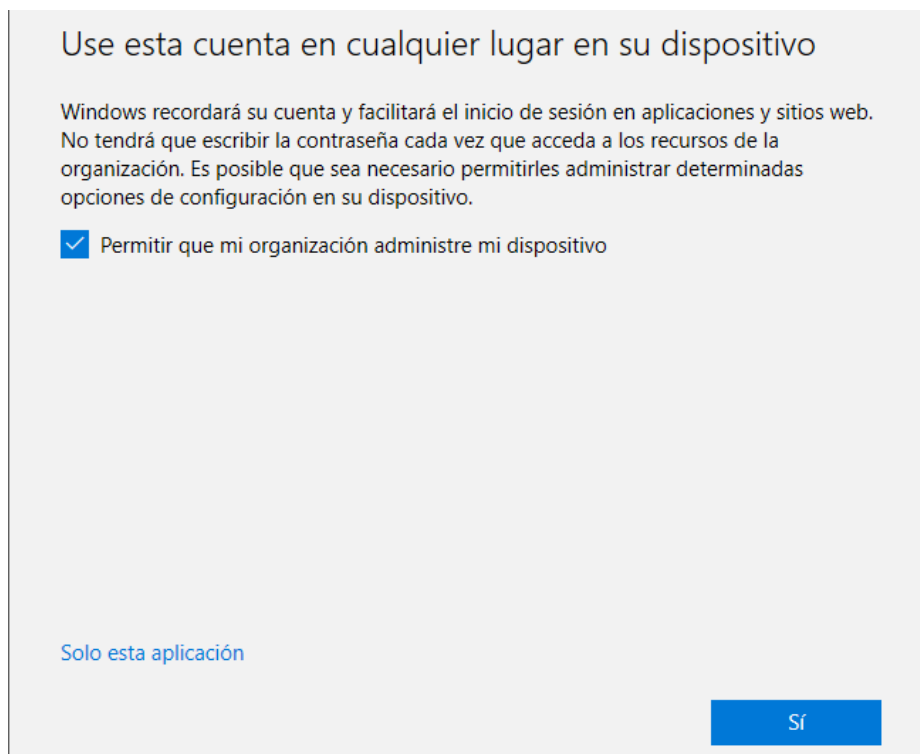 Use esta cuenta en cualquier lugar en su dispositivo
Windows recordará su cuenta y facilitará el inicio de sesión en aplicaciones y sitios web.
No tendrá que escribir la contraseña cada vez que acceda a los recursos de la
organización. Es posible que sea necesario permitirles administrar determinadas
opciones de configuración en su dispositivo.
Permitir que mi organización administre mi dispositivo
Solo esta aplicación
Sí